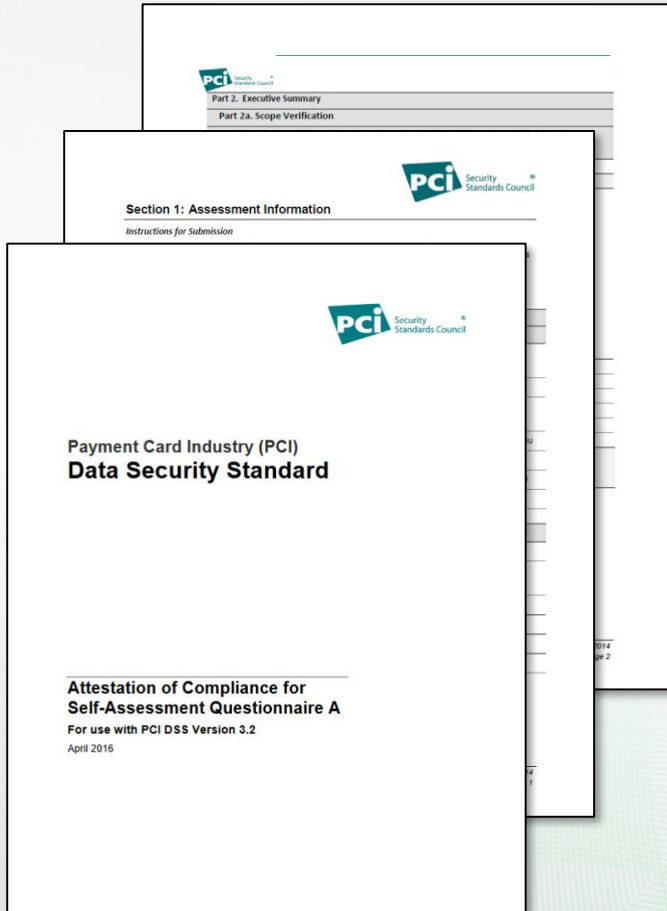 PCI Security ®
Standards Council
Part 2. Executive Summary
Part 2a. Scope Verification
PCI Security ®
Standards Council
Section 1: Assessment Information
Instructions for Submission
PCI Security ®
Standards Council
Payment Card Industry (PCI)
Data Security Standard
Attestation of Compliance for
Self-Assessment Questionnaire A
For use with PCI DSS Version 3.2
April 2016
2014